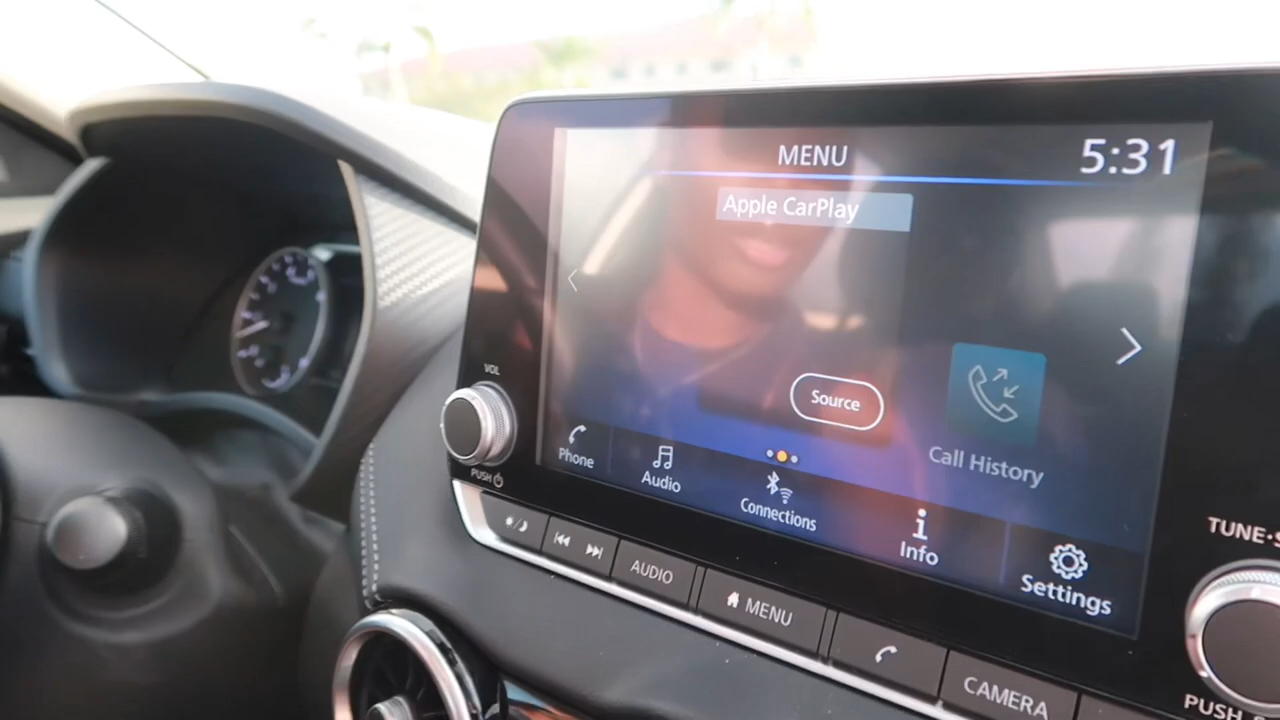 MENU
5:31
Apple CarPlay
Source
Call History
Phone
Audio
Connections
Info
Settings
VOL
PUSH
AUDIO
MENU
CAMERA
TUNE·S
PUSH